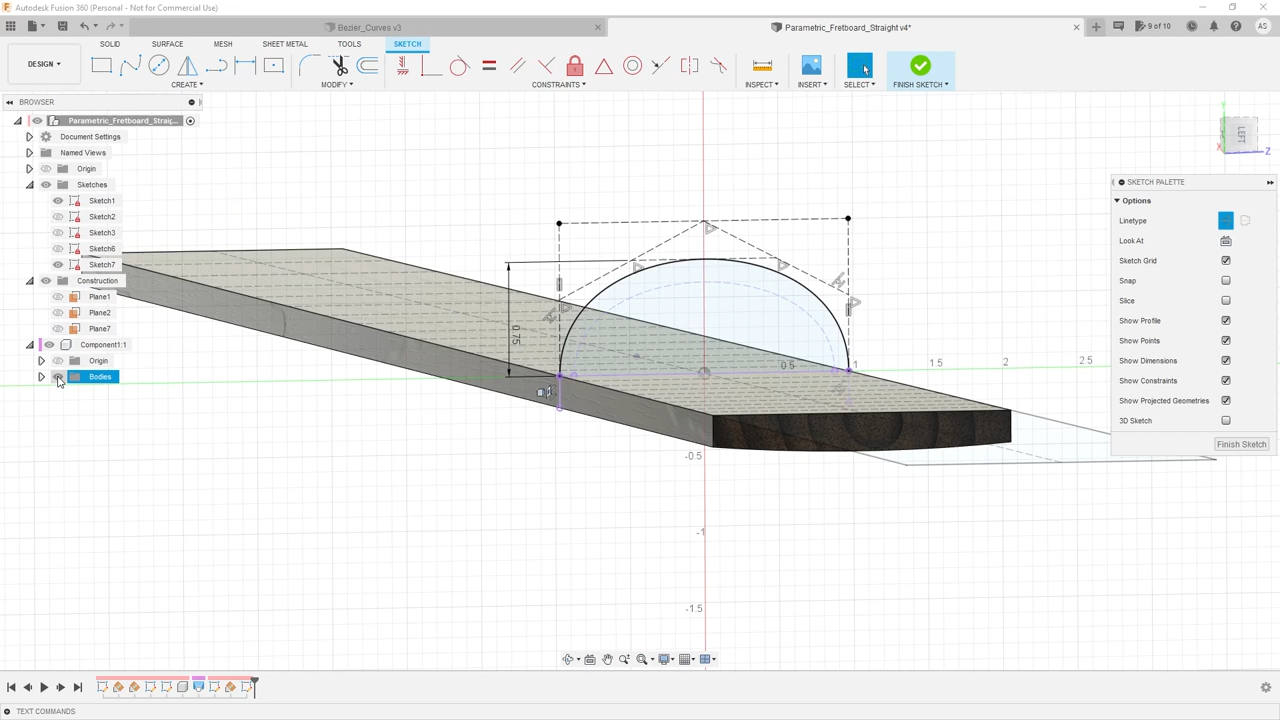 Autodesk Fusion 360 (Personal - Not for Commercial Use)
Bezier_Curves v3
Parametric_Fretboard_Straight v4*
9 of 10
AS
DESIGN
SOLID
SURFACE
MESH
SHEET METAL
TOOLS
SKETCH
CREATE
MODIFY
CONSTRAINTS
INSPECT
INSERT
SELECT
FINISH SKETCH
BROWSER
Parametric_Fretboard_Straig...
Document Settings
Named Views
Origin
Sketches
Sketch1
Sketch2
Sketch3
Sketch6
Sketch7
Construction
Plane1
Plane2
Plane7
Component1:1
Origin
Bodies
0.75
0.5
1
1.5
2
2.5
-0.5
-1
-1.5
Y
LEFT
X
Z
SKETCH PALETTE
Options
Linetype
Look At
Sketch Grid
Snap
Slice
Show Profile
Show Points
Show Dimensions
Show Constraints
Show Projected Geometries
3D Sketch
Finish Sketch
TEXT COMMANDS